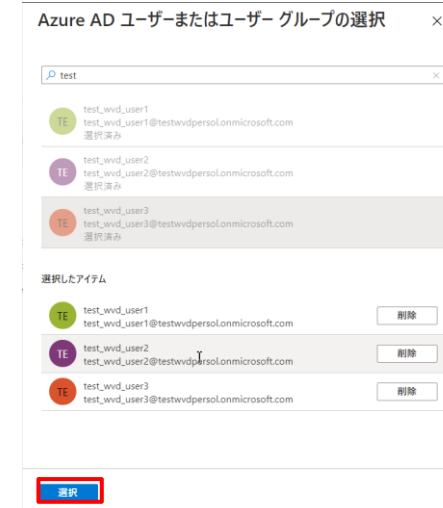 Azure AD ユーザーまたはユーザー グループの選択 ×
test ×
TE test_wvd_user1
test_wvd_user1@testwvdpersol.onmicrosoft.com
選択済み
TE test_wvd_user2
test_wvd_user2@testwvdpersol.onmicrosoft.com
選択済み
TE test_wvd_user3
test_wvd_user3@testwvdpersol.onmicrosoft.com
選択済み
選択したアイテム
TE test_wvd_user1
test_wvd_user1@testwvdpersol.onmicrosoft.com 削除
TE test_wvd_user2
test_wvd_user2@testwvdpersol.onmicrosoft.com 削除
TE test_wvd_user3
test_wvd_user3@testwvdpersol.onmicrosoft.com 削除
選択